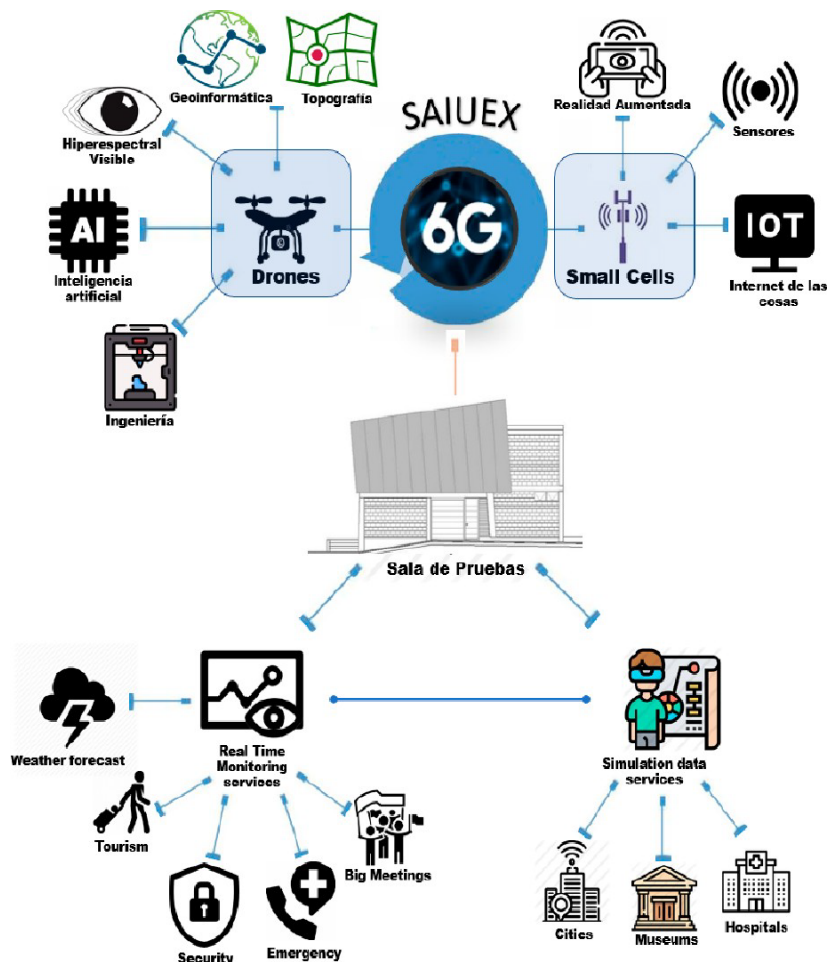 Geoinformática
Topografía
SAIUEX
Realidad Aumentada
Sensores
Hiperespectral
Visible
AI
Inteligencia
artificial
Drones
6G
Small Cells
IOT
Internet de las
cosas
Ingeniería
Sala de Pruebas
Weather forecast
Real Time
Monitoring
services
Simulation data
services
Tourism
Big Meetings
Security
Emergency
Cities
Museums
Hospitals